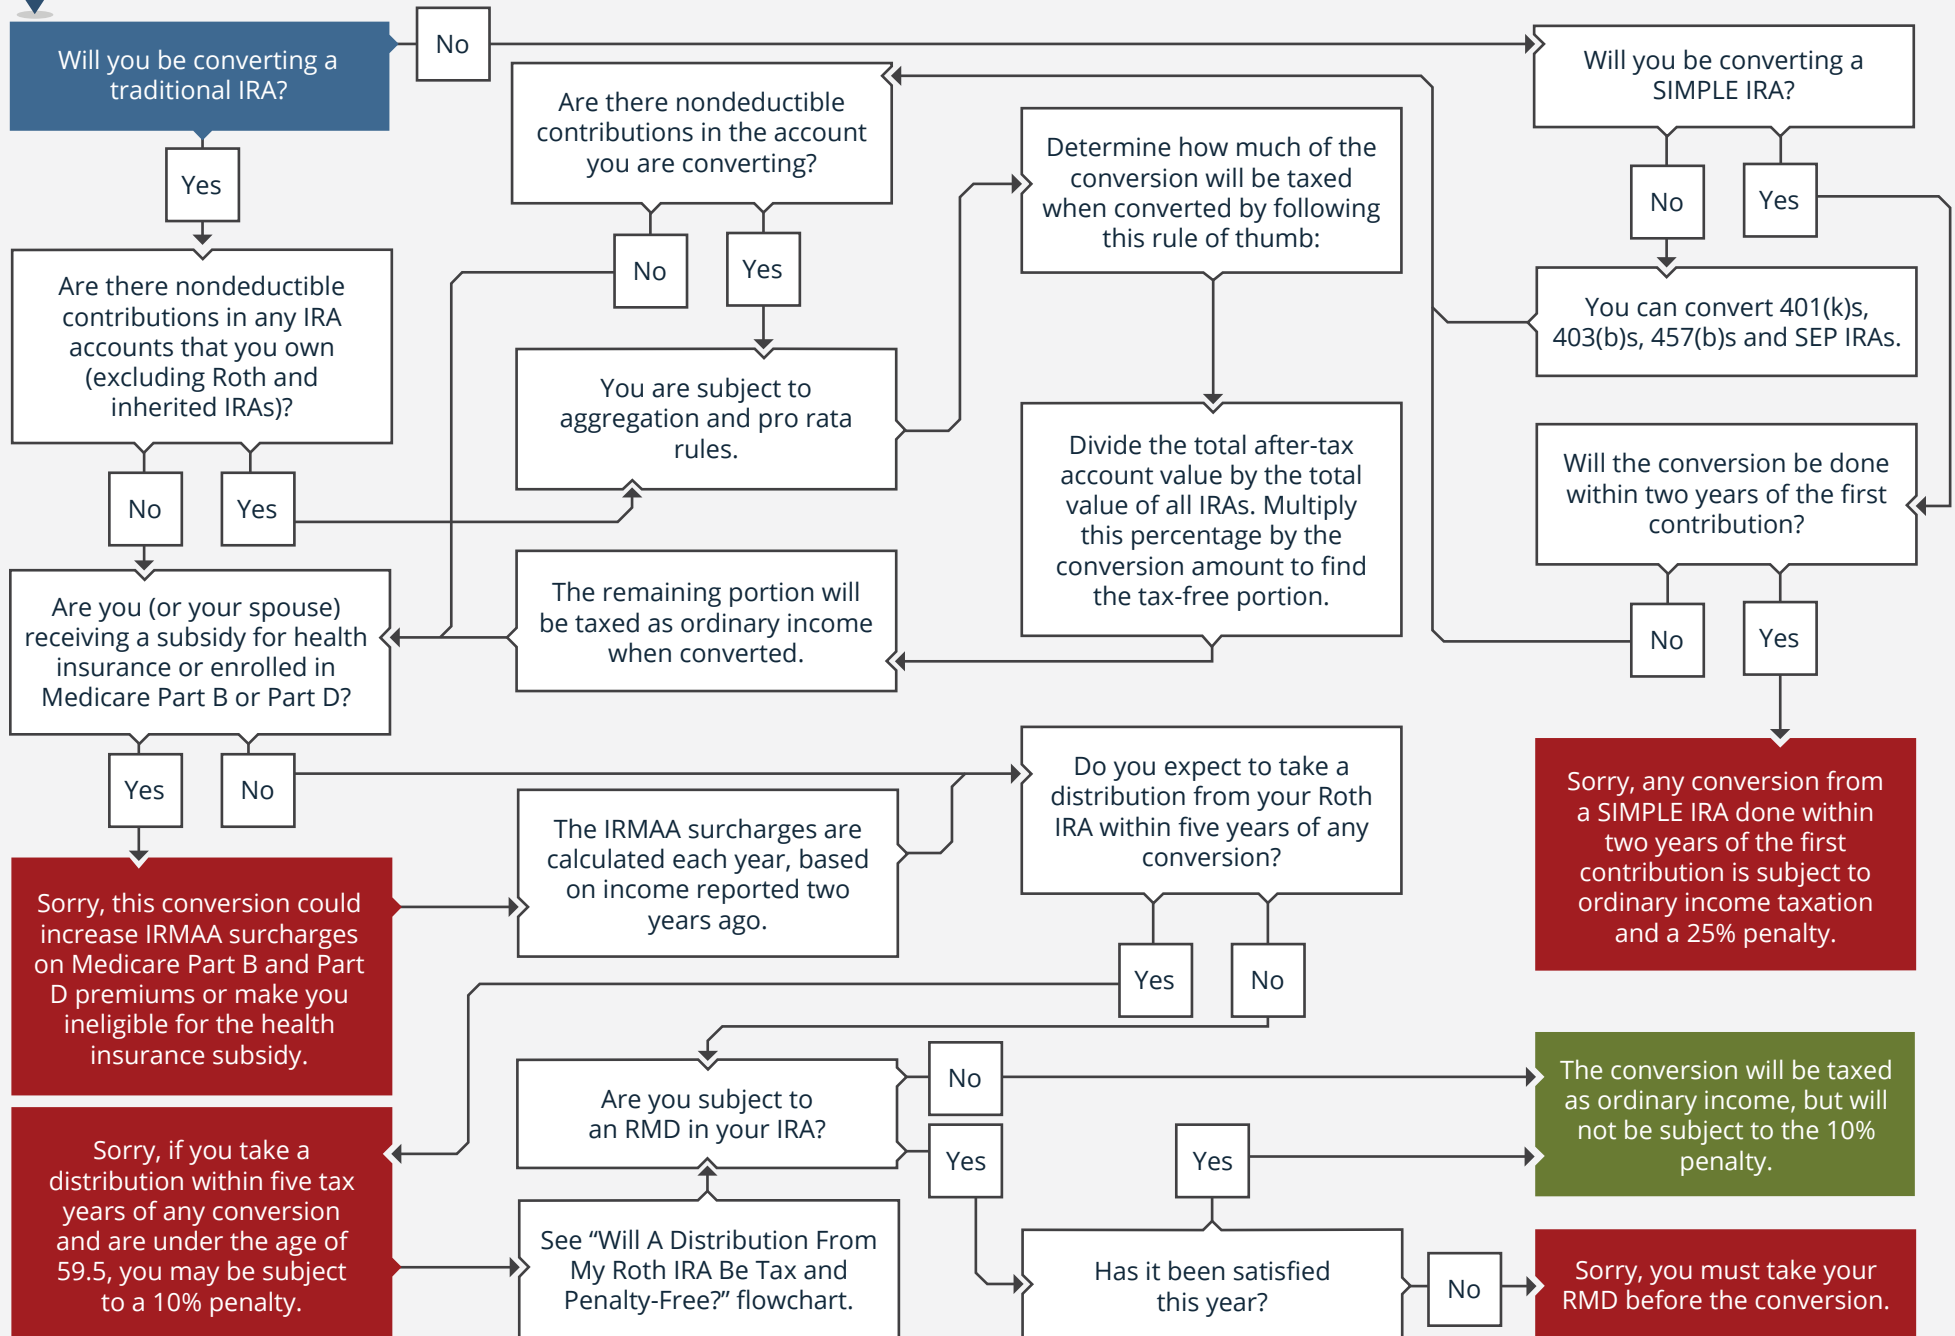 Will you be converting a
traditional IRA?
No
Will you be converting a
SIMPLE IRA?
Yes
Are there nondeductible
contributions in the account
you are converting?
No
Yes
Determine how much of the
conversion will be taxed
when converted by following
this rule of thumb:
No
Yes
Are there nondeductible
contributions in any IRA
accounts that you own
(excluding Roth and
inherited IRAs)?
No
Yes
You are subject to
aggregation and pro rata
rules.
Divide the total after-tax
account value by the total
value of all IRAs. Multiply
this percentage by the
conversion amount to find
the tax-free portion.
You can convert 401(k)s,
403(b)s, 457(b)s and SEP IRAs.
Will the conversion be done
within two years of the first
contribution?
No
Yes
Are you (or your spouse)
receiving a subsidy for health
insurance or enrolled in
Medicare Part B or Part D?
The remaining portion will
be taxed as ordinary income
when converted.
Yes
No
The IRMAA surcharges are
calculated each year, based
on income reported two
years ago.
Do you expect to take a
distribution from your Roth
IRA within five years of any
conversion?
Yes
No
Sorry, any conversion from
a SIMPLE IRA done within
two years of the first
contribution is subject to
ordinary income taxation
and a 25% penalty.
Sorry, this conversion could
increase IRMAA surcharges
on Medicare Part B and Part
D premiums or make you
ineligible for the health
insurance subsidy.
Are you subject to
an RMD in your IRA?
No
Yes
The conversion will be taxed
as ordinary income, but will
not be subject to the 10%
penalty.
Sorry, if you take a
distribution within five tax
years of any conversion
and are under the age of
59.5, you may be subject
to a 10% penalty.
See “Will A Distribution From
My Roth IRA Be Tax and
Penalty-Free?” flowchart.
Yes
Has it been satisfied
this year?
No
Sorry, you must take your
RMD before the conversion.